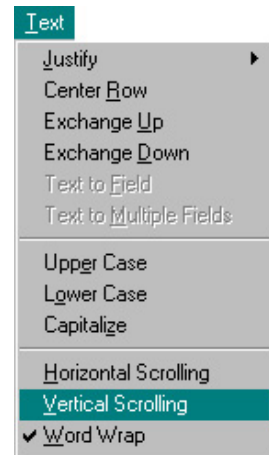 Text
Justify
Center Row
Exchange Up
Exchange Down
Text to Field
Text to Multiple Fields
Upper Case
Lower Case
Capitalize
Horizontal Scrolling
Vertical Scrolling
Word Wrap